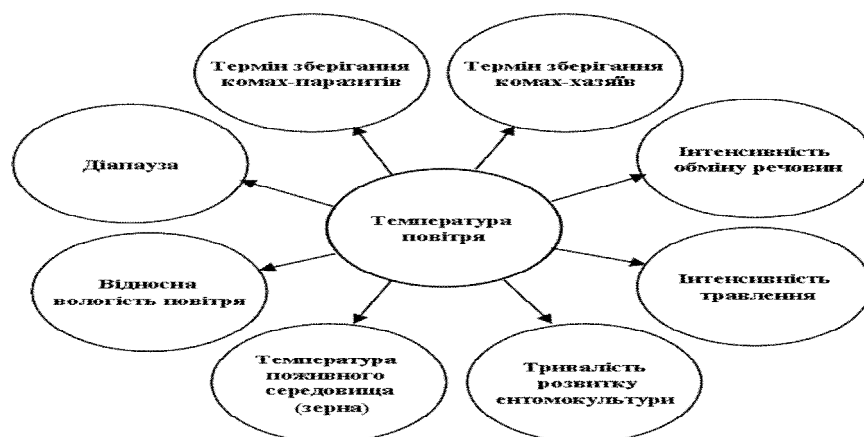 Термін зберігання
комах-паразитів
Термін зберігання
комах-хазяїв
Діапауза
Інтенсивність
обміну речовин
Температура
повітря
Відносна
вологість повітря
Інтенсивність
травлення
Температура
поживного
середовища
(зерна)
Тривалість
розвитку
ентомокультури